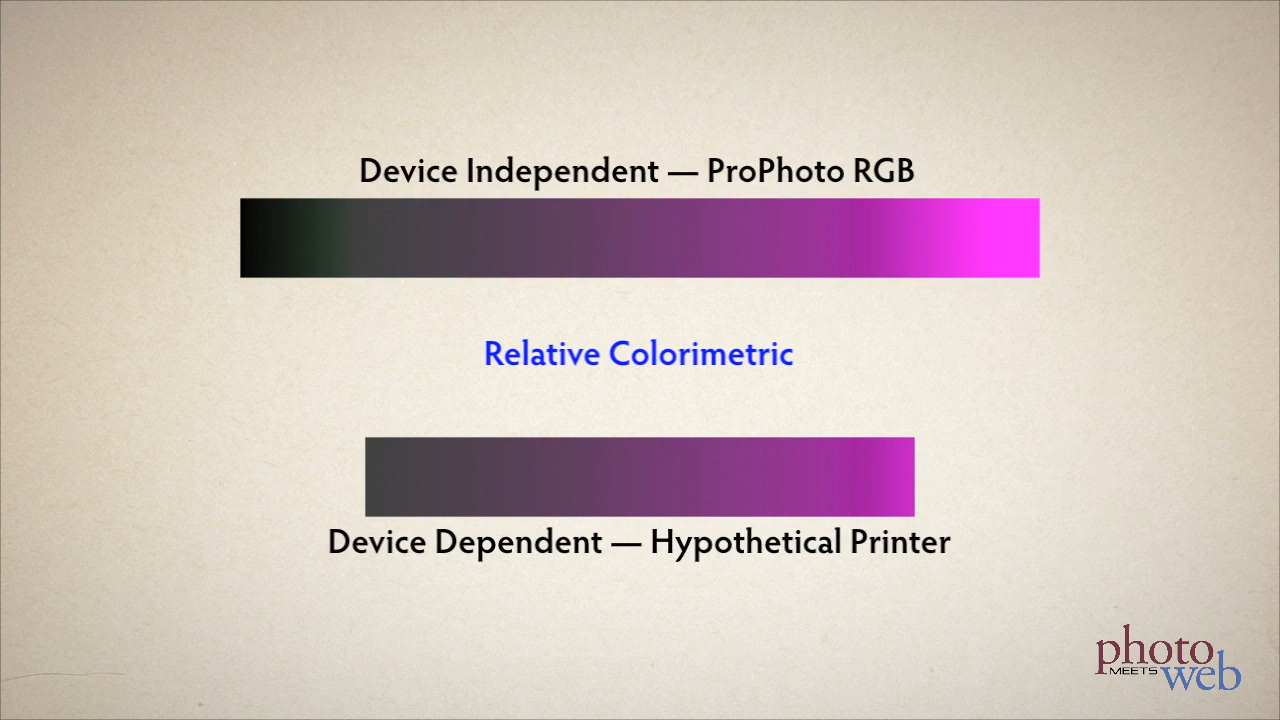 Device Independent — ProPhoto RGB
Relative Colorimetric
Device Dependent — Hypothetical Printer
photo
MEETS
web